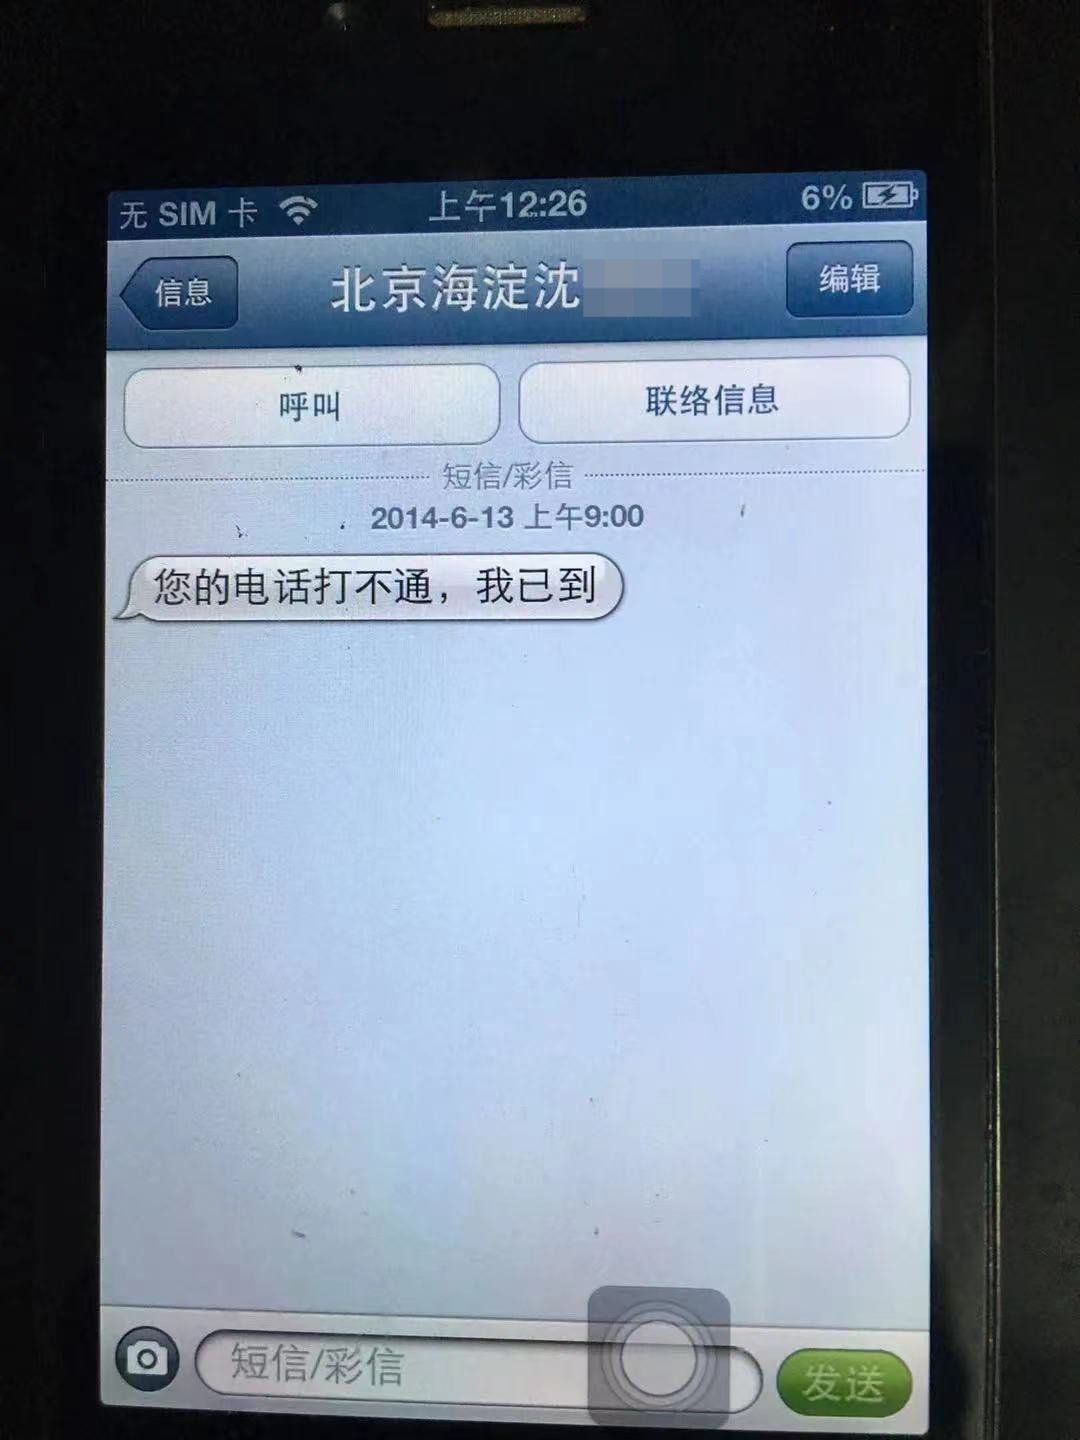 无 SIM 卡 上午12:26 6%
信息 北京海淀沈 编辑
呼叫 联络信息
短信/彩信
2014-6-13 上午9:00
您的电话打不通，我已到
短信/彩信 发送